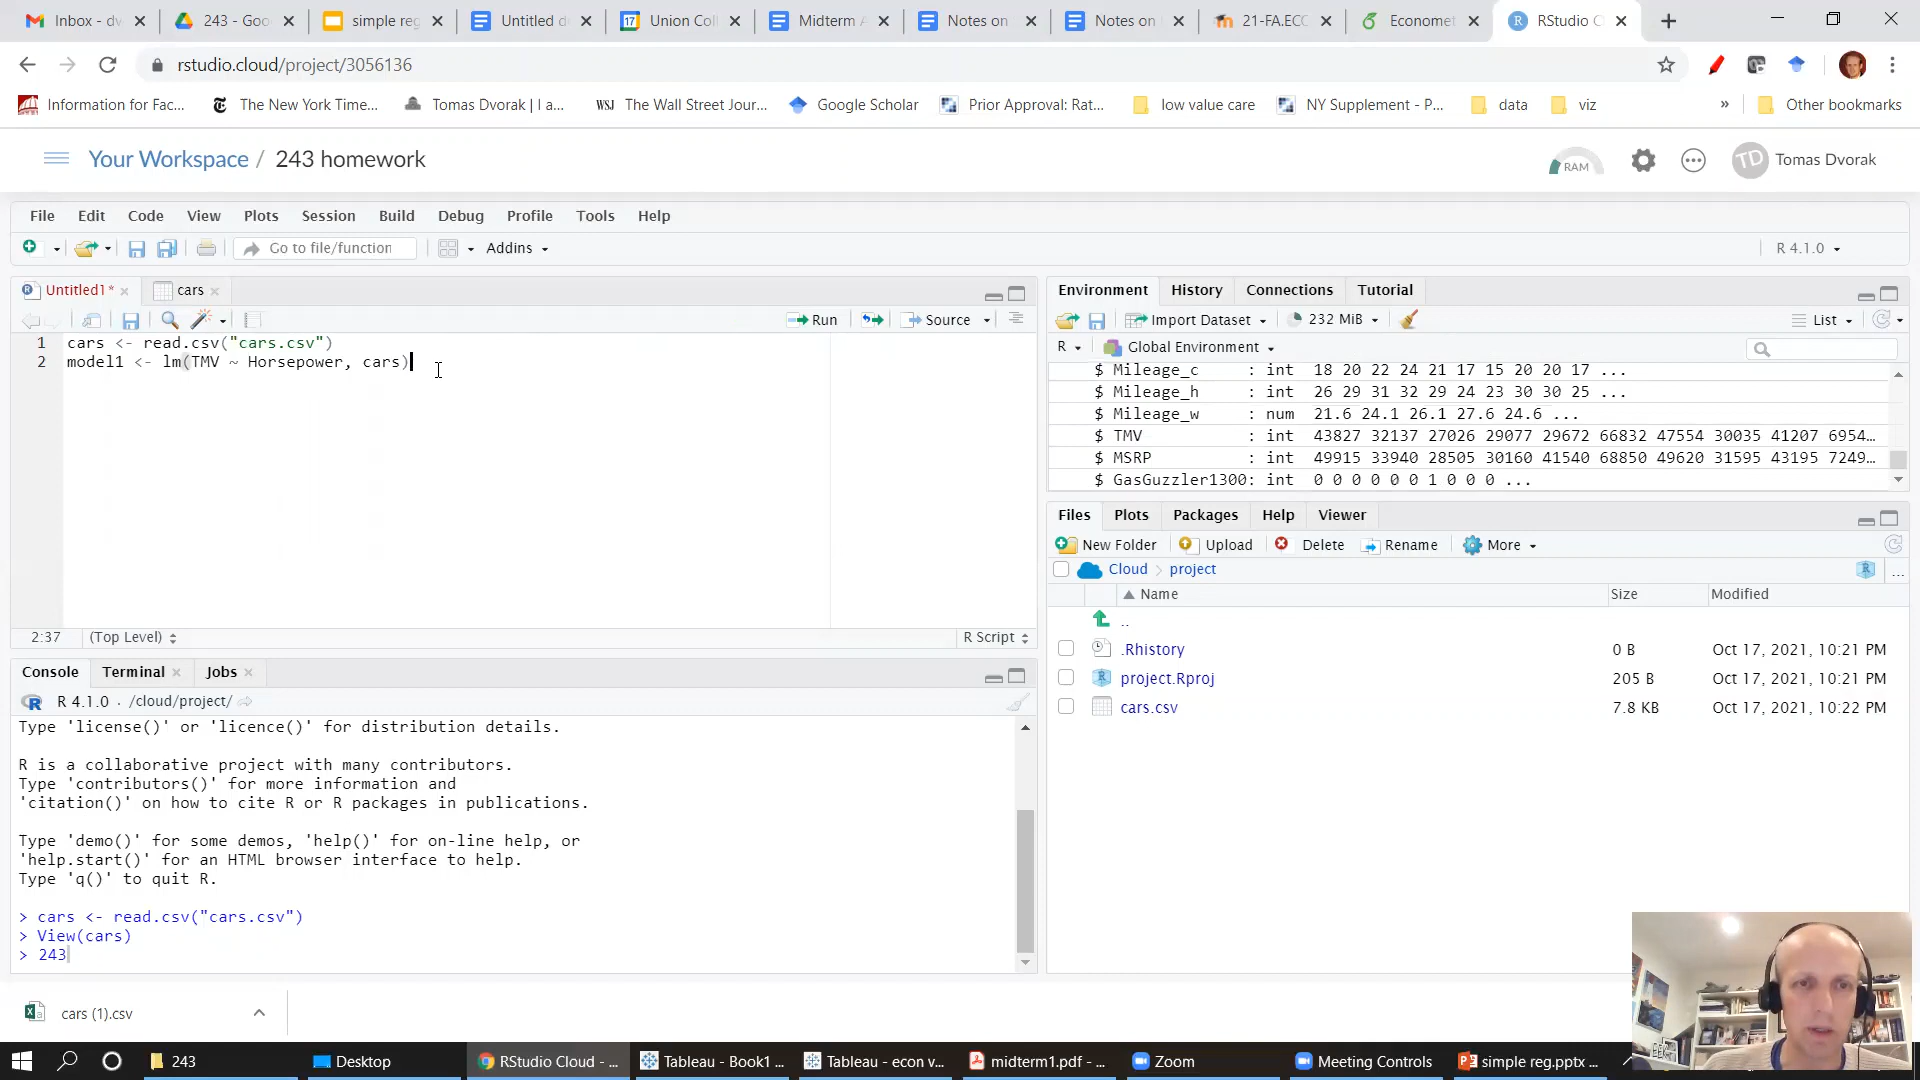 Inbox - dv
243 - Goo
simple reg
Untitled d
Union Coll
Midterm A
Notes on
Notes on
21-FA.ECO
Economet
RStudio C
rstudio.cloud/project/3056136
Information for Fac...
The New York Time...
Tomas Dvorak | I a...
WSJ The Wall Street Jour...
Google Scholar
Prior Approval: Rat...
low value care
NY Supplement - P...
data
viz
»
Other bookmarks
Your Workspace / 243 homework
RAM
TD Tomas Dvorak
File Edit Code View Plots Session Build Debug Profile Tools Help
Go to file/function
Addins
R 4.1.0
Untitled1*
cars
Run
Source
1 cars <- read.csv("cars.csv")
2 model1 <- lm(TMV ~ Horsepower, cars)
2:37 (Top Level) R Script
Console Terminal Jobs
R 4.1.0 . /cloud/project/
Type 'license()' or 'licence()' for distribution details.
R is a collaborative project with many contributors.
Type 'contributors()' for more information and
'citation()' on how to cite R or R packages in publications.
Type 'demo()' for some demos, 'help()' for on-line help, or
'help.start()' for an HTML browser interface to help.
Type 'q()' to quit R.
> cars <- read.csv("cars.csv")
> View(cars)
> 243
Environment History Connections Tutorial
Import Dataset 232 MiB List
R Global Environment
$ Mileage_c : int 18 20 22 24 21 17 15 20 20 17 ...
$ Mileage_h : int 26 29 31 32 29 24 23 30 30 25 ...
$ Mileage_w : num 21.6 24.1 26.1 27.6 24.6 ...
$ TMV : int 43827 32137 27026 29077 29672 66832 47554 30035 41207 6954...
$ MSRP : int 49915 33940 28505 30160 41540 68850 49620 31595 43195 7249...
$ GasGuzzler1300: int 0 0 0 0 0 1 0 0 0 ...
Files Plots Packages Help Viewer
New Folder Upload Delete Rename More
Cloud project
Name Size Modified
..
.Rhistory 0 B Oct 17, 2021, 10:21 PM
project.Rproj 205 B Oct 17, 2021, 10:21 PM
cars.csv 7.8 KB Oct 17, 2021, 10:22 PM
cars (1).csv
243
Desktop
RStudio Cloud - ...
Tableau - Book1 ...
Tableau - econ v...
midterm1.pdf - ...
Zoom
Meeting Controls
simple reg.pptx ...